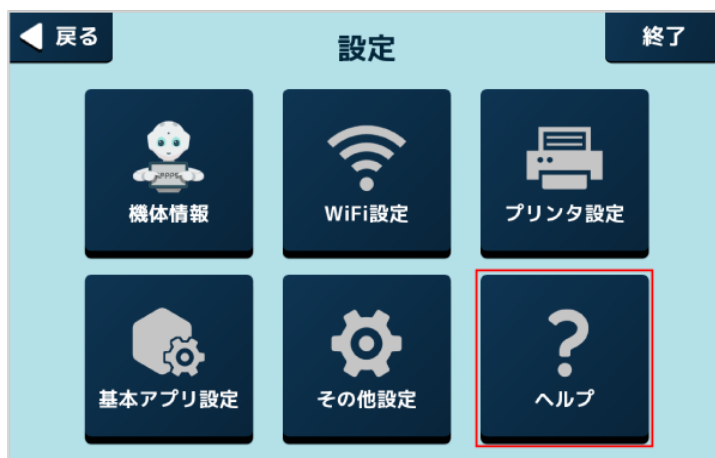 戻る
設定
終了
機体情報
WiFi設定
プリンタ設定
基本アプリ設定
その他設定
ヘルプ